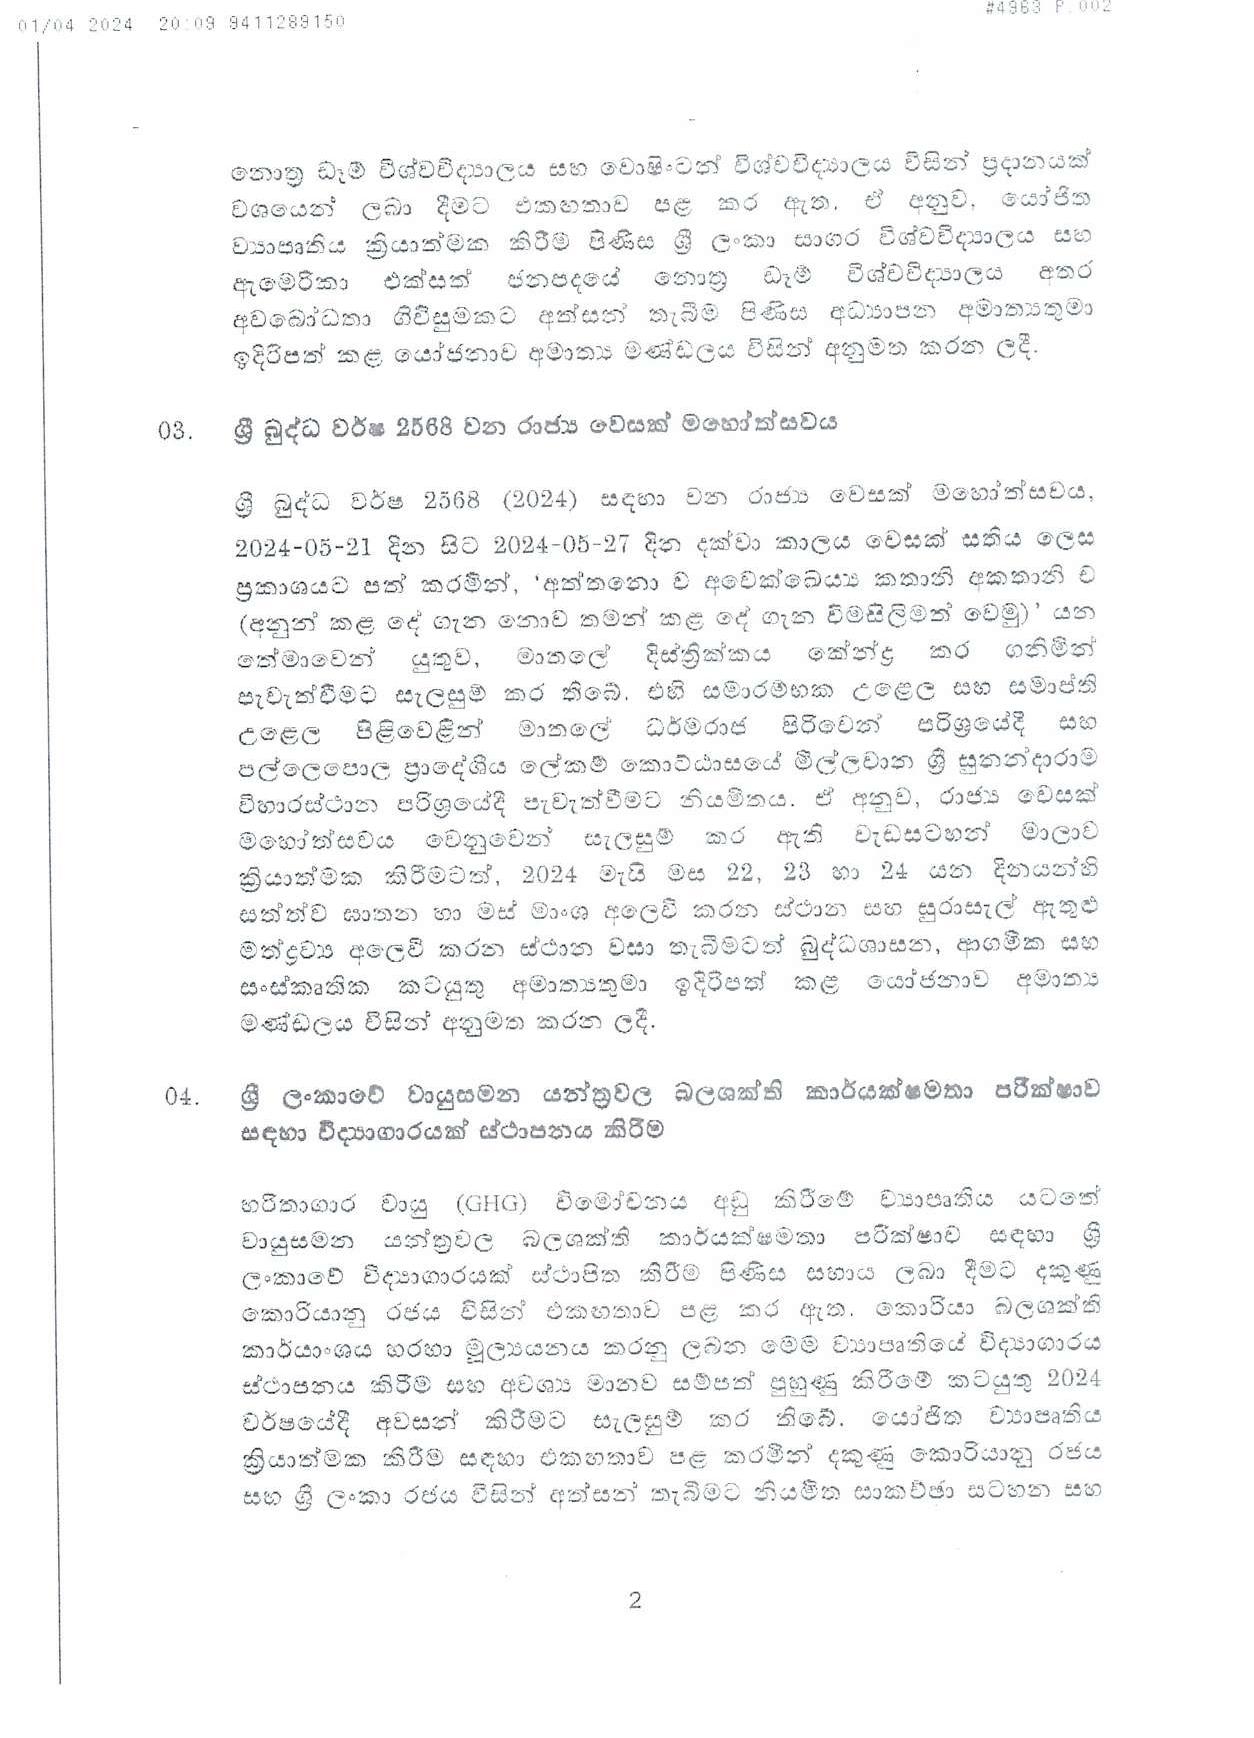 01/04 2024 20:09 9411289150
#4963 P.002
නොත්‍ර ඩෑම් විශ්වවිද්‍යාලය සහ වොෂිංටන් විශ්වවිද්‍යාලය විසින් ප්‍රදානයක්
වශයෙන් ලබා දීමට එකඟතාව පළ කර ඇත. ඒ අනුව, යෝජිත
ව්‍යාපෘතිය ක්‍රියාත්මක කිරීම පිණිස ශ්‍රී ලංකා සාගර විශ්වවිද්‍යාලය සහ
ඇමෙරිකා එක්සත් ජනපදයේ නොත්‍ර ඩෑම් විශ්වවිද්‍යාලය අතර
අවබෝධතා ගිවිසුමකට අත්සන් තැබීම පිණිස අධ්‍යාපන අමාත්‍යතුමා
ඉදිරිපත් කළ යෝජනාව අමාත්‍ය මණ්ඩලය විසින් අනුමත කරන ලදී.
03. ශ්‍රී බුද්ධ වර්ෂ 2568 වන රාජ්‍ය වෙසක් මහෝත්සවය
ශ්‍රී බුද්ධ වර්ෂ 2568 (2024) සඳහා වන රාජ්‍ය වෙසක් මහෝත්සවය,
2024-05-21 දින සිට 2024-05-27 දින දක්වා කාලය වෙසක් සතිය ලෙස
ප්‍රකාශයට පත් කරමින්, ‘අත්තනො ව අවෙක්ඛෙය්‍ය කතානි අකතානි ච
(අනුන් කළ දේ ගැන නොව තමන් කළ දේ ගැන විමසිලිමත් වෙමු)’ යන
තේමාවෙන් යුතුව, මාතලේ දිස්ත්‍රික්කය කේන්ද්‍ර කර ගනිමින්
පැවැත්වීමට සැලසුම් කර තිබේ. එහි සමාරම්භක උළෙල සහ සමාප්ති
උළෙල පිළිවෙළින් මාතලේ ධර්මරාජ පිරිවෙන් පරිශ්‍රයේදී සහ
පල්ලෙපොල ප්‍රාදේශීය ලේකම් කොට්ඨාසයේ මිල්ලවාන ශ්‍රී සුනන්දාරාම
විහාරස්ථාන පරිශ්‍රයේදී පැවැත්වීමට නියමිතය. ඒ අනුව, රාජ්‍ය වෙසක්
මහෝත්සවය වෙනුවෙන් සැලසුම් කර ඇති වැඩසටහන් මාලාව
ක්‍රියාත්මක කිරීමටත්, 2024 මැයි මස 22, 23 හා 24 යන දිනයන්හි
සත්ත්ව ඝාතන හා මස් මාංශ අලෙවි කරන ස්ථාන සහ සුරාසැල් ඇතුළු
මත්ද්‍රව්‍ය අලෙවි කරන ස්ථාන වසා තැබීමටත් බුද්ධශාසන, ආගමික සහ
සංස්කෘතික කටයුතු අමාත්‍යතුමා ඉදිරිපත් කළ යෝජනාව අමාත්‍ය
මණ්ඩලය විසින් අනුමත කරන ලදී.
04. ශ්‍රී ලංකාවේ වායුසමන යන්ත්‍රවල බලශක්ති කාර්යක්ෂමතා පරීක්ෂාව
සඳහා විද්‍යාගාරයක් ස්ථාපනය කිරීම
හරිතාගාර වායු (GHG) විමෝචනය අඩු කිරීමේ ව්‍යාපෘතිය යටතේ
වායුසමන යන්ත්‍රවල බලශක්ති කාර්යක්ෂමතා පරීක්ෂාව සඳහා ශ්‍රී
ලංකාවේ විද්‍යාගාරයක් ස්ථාපිත කිරීම පිණිස සහාය ලබා දීමට දකුණු
කොරියානු රජය විසින් එකඟතාව පළ කර ඇත. කොරියා බලශක්ති
කාර්යාංශය හරහා මූල්‍යයනය කරනු ලබන මෙම ව්‍යාපෘතියේ විද්‍යාගාරය
ස්ථාපනය කිරීම සහ අවශ්‍ය මානව සම්පත් පුහුණු කිරීමේ කටයුතු 2024
වර්ෂයේදී අවසන් කිරීමට සැලසුම් කර තිබේ. යෝජිත ව්‍යාපෘතිය
ක්‍රියාත්මක කිරීම සඳහා එකඟතාව පළ කරමින් දකුණු කොරියානු රජය
සහ ශ්‍රී ලංකා රජය විසින් අත්සන් තැබීමට නියමිත සාකච්ඡා සටහන සහ
2